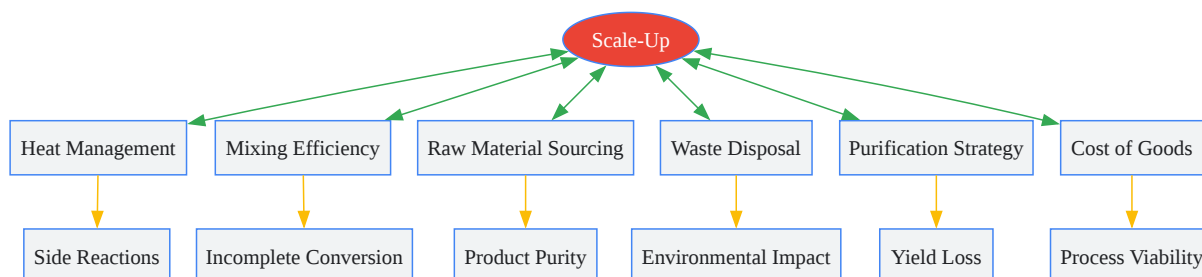 Scale-Up
Heat Management
Mixing Efficiency
Raw Material Sourcing
Waste Disposal
Purification Strategy
Cost of Goods
Side Reactions
Incomplete Conversion
Product Purity
Environmental Impact
Yield Loss
Process Viability